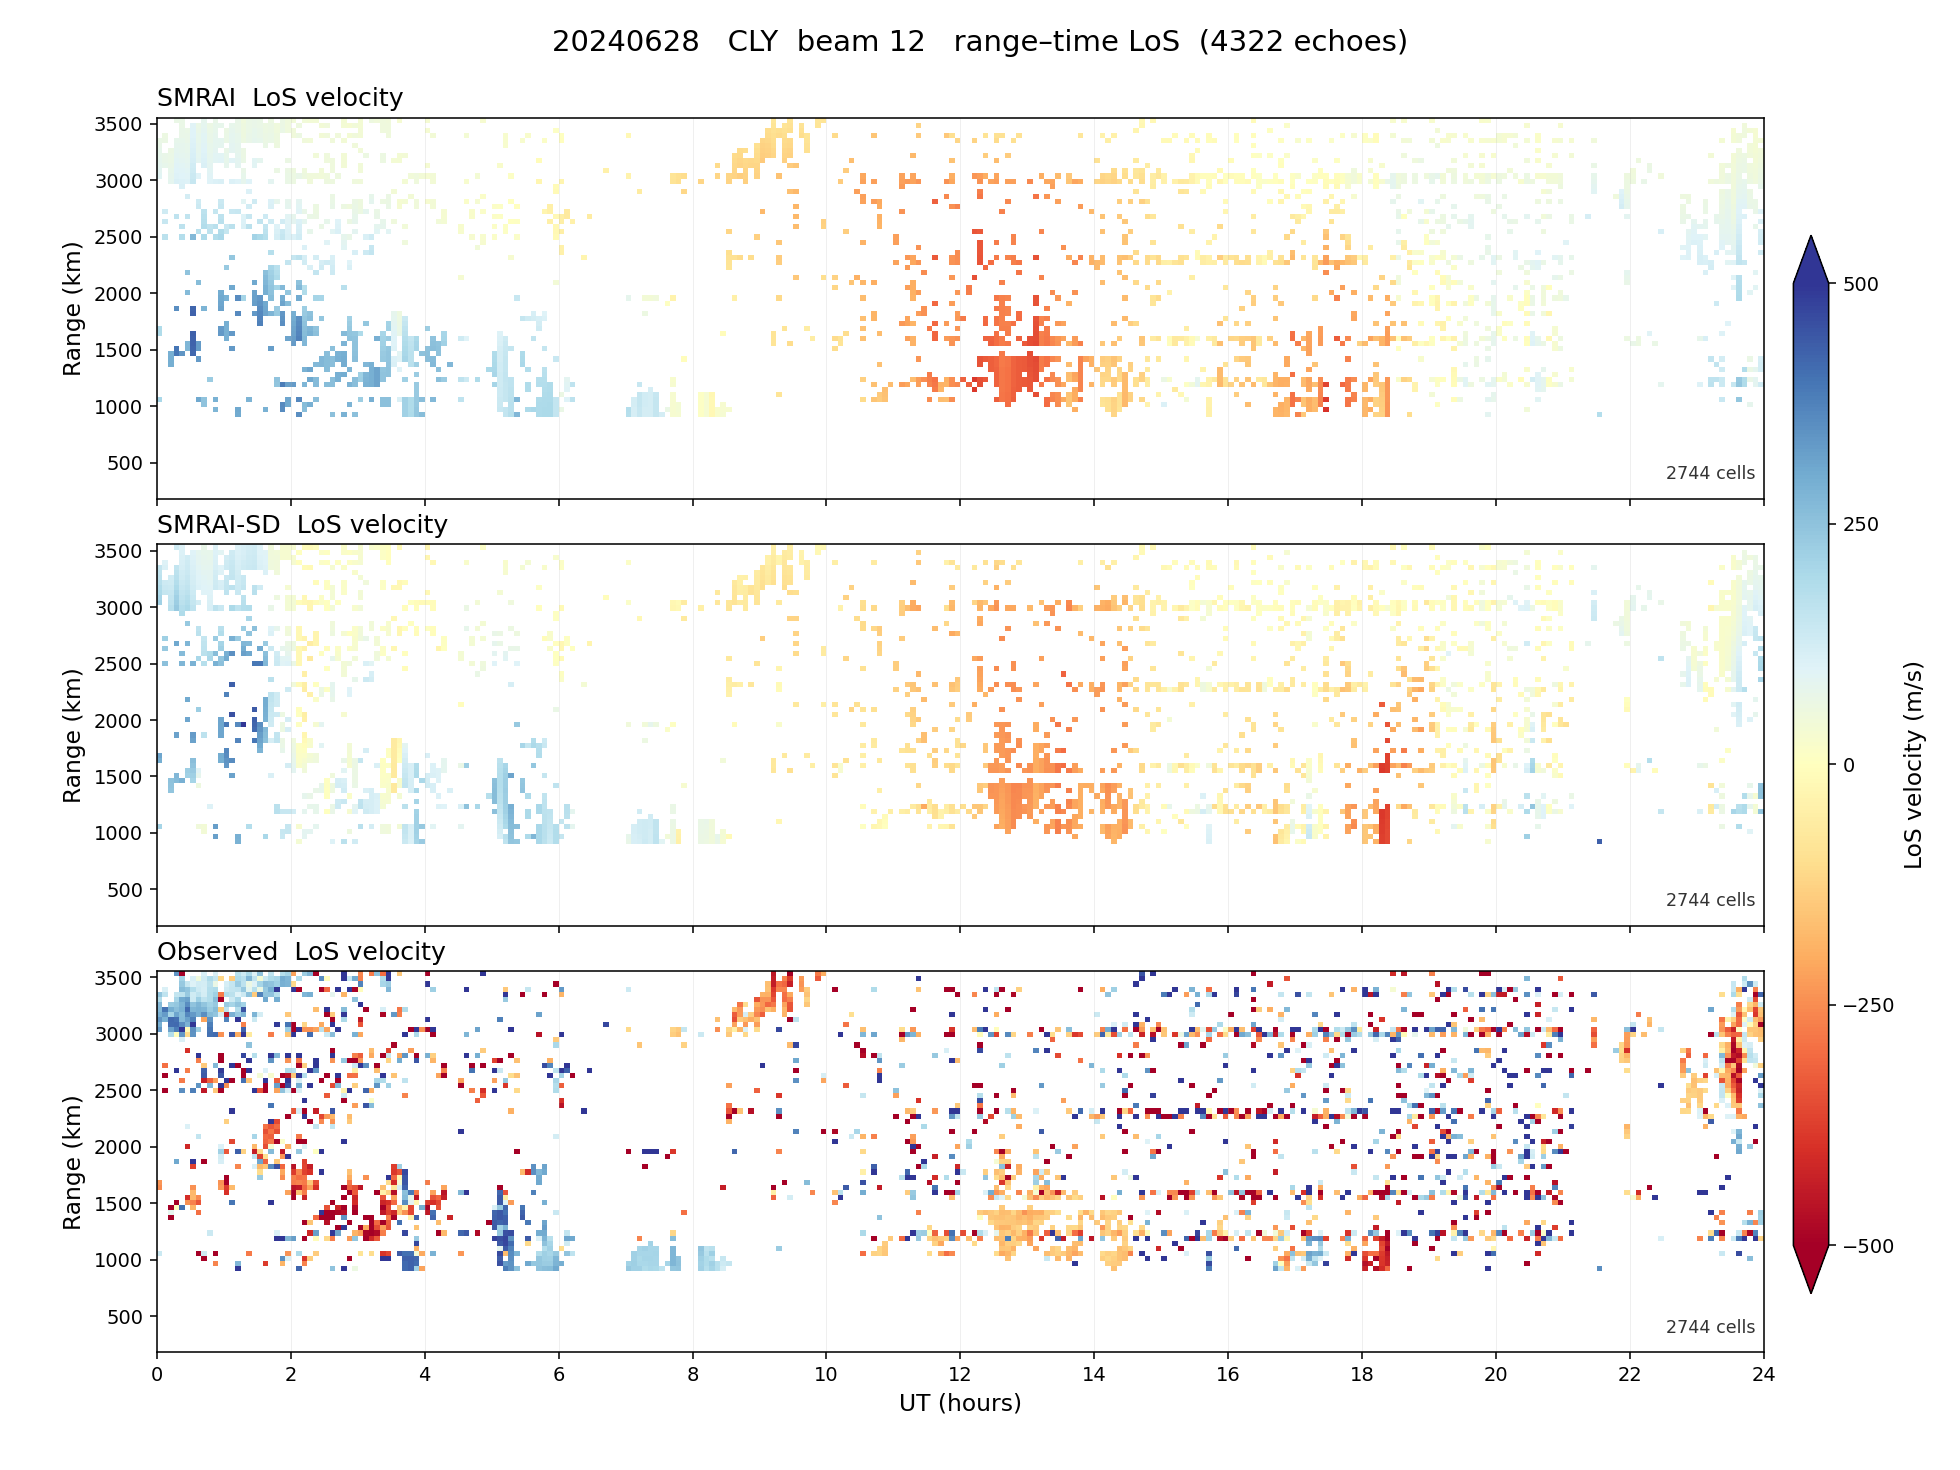 20240628   CLY  beam 12   range–time LoS  (4322 echoes)
SMRAI  LoS velocity
3500
3000
2500
2000
1500
1000
500
Range (km)
2744 cells
SMRAI-SD  LoS velocity
3500
3000
2500
2000
1500
1000
500
Range (km)
2744 cells
Observed  LoS velocity
3500
3000
2500
2000
1500
1000
500
Range (km)
2744 cells
0 2 4 6 8 10 12 14 16 18 20 22 24
UT (hours)
500
250
0
−250
−500
LoS velocity (m/s)